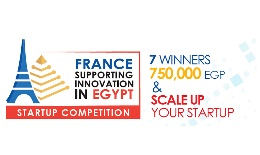 FRANCE
SUPPORTING
INNOVATION
IN EGYPT
STARTUP COMPETITION
7 WINNERS
750,000 EGP
&
SCALE UP
YOUR STARTUP